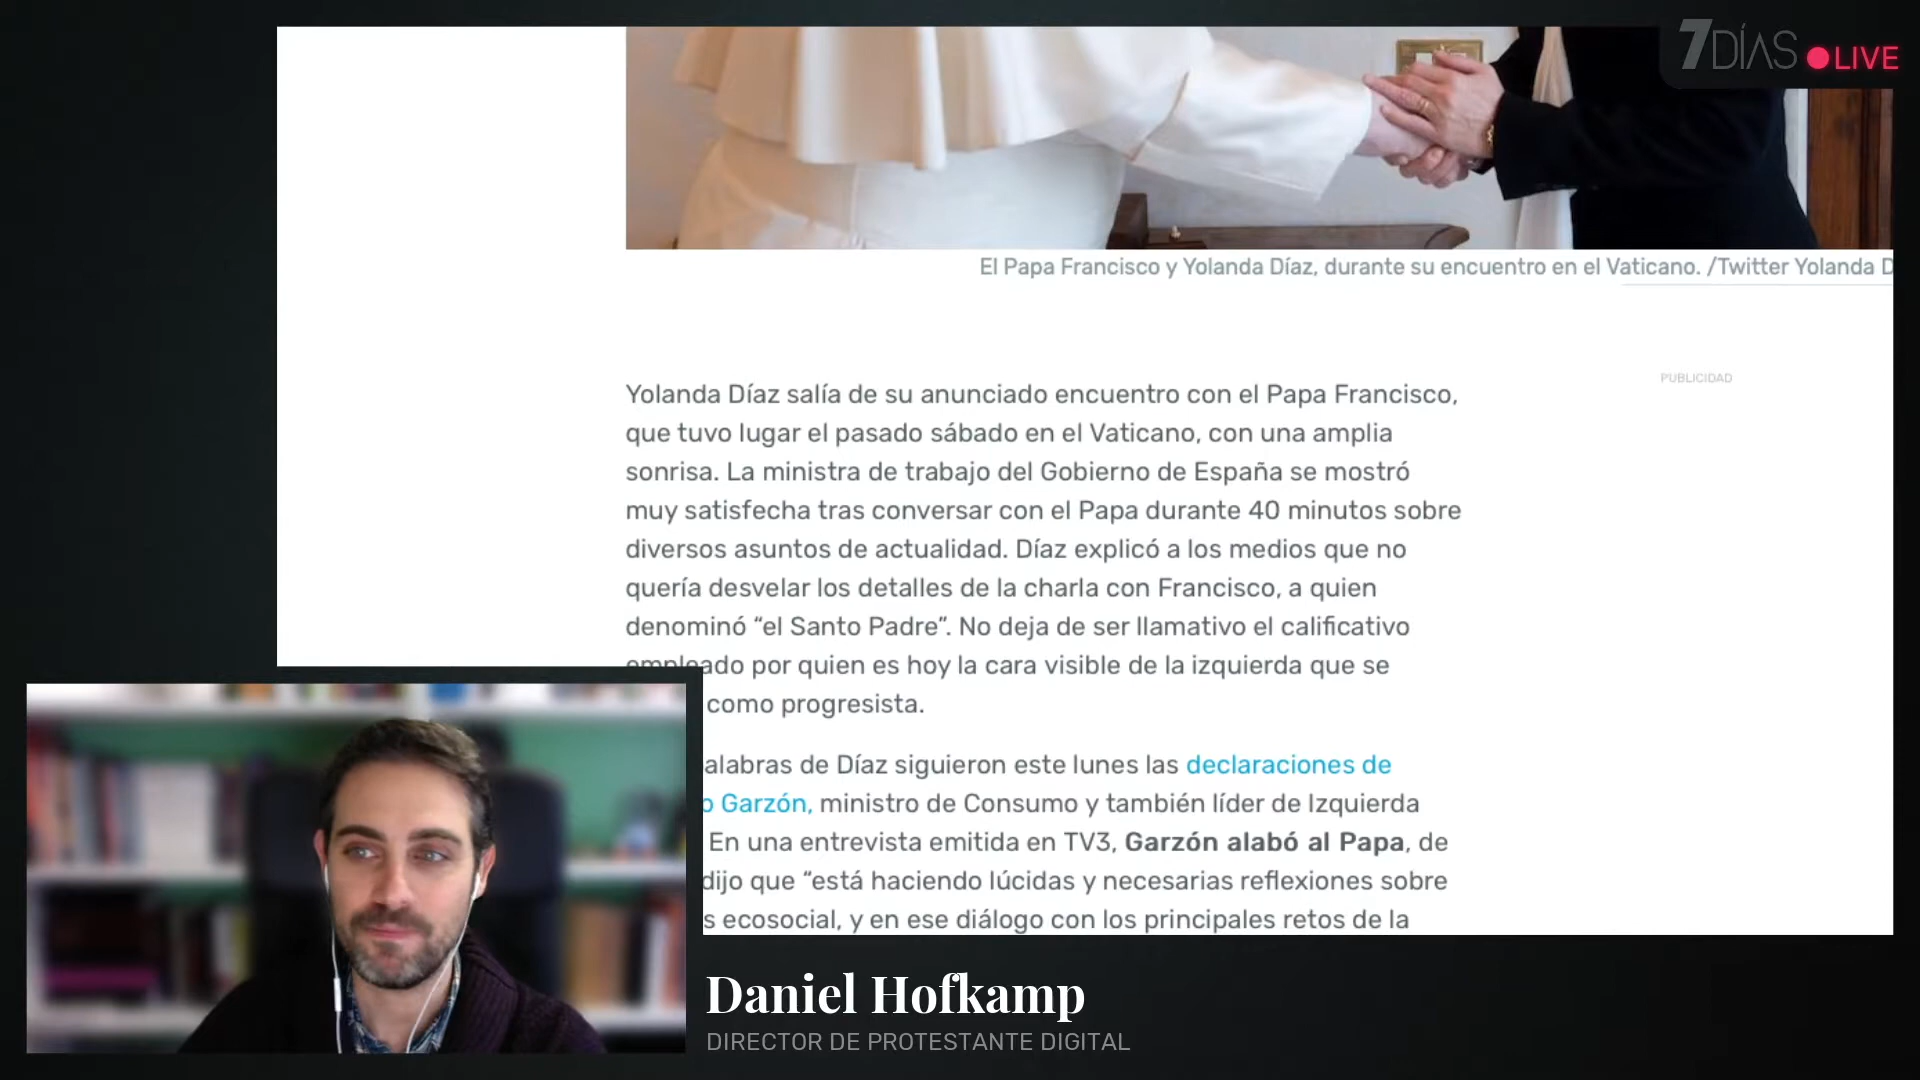 7DÍAS LIVE
El Papa Francisco y Yolanda Díaz, durante su encuentro en el Vaticano. /Twitter Yolanda D
PUBLICIDAD
Yolanda Díaz salía de su anunciado encuentro con el Papa Francisco,
que tuvo lugar el pasado sábado en el Vaticano, con una amplia
sonrisa. La ministra de trabajo del Gobierno de España se mostró
muy satisfecha tras conversar con el Papa durante 40 minutos sobre
diversos asuntos de actualidad. Díaz explicó a los medios que no
quería desvelar los detalles de la charla con Francisco, a quien
denominó “el Santo Padre”. No deja de ser llamativo el calificativo
empleado por quien es hoy la cara visible de la izquierda que se
como progresista.
alabras de Díaz siguieron este lunes las declaraciones de
o Garzón, ministro de Consumo y también líder de Izquierda
En una entrevista emitida en TV3, Garzón alabó al Papa, de
dijo que “está haciendo lúcidas y necesarias reflexiones sobre
s ecosocial, y en ese diálogo con los principales retos de la
Daniel Hofkamp
DIRECTOR DE PROTESTANTE DIGITAL